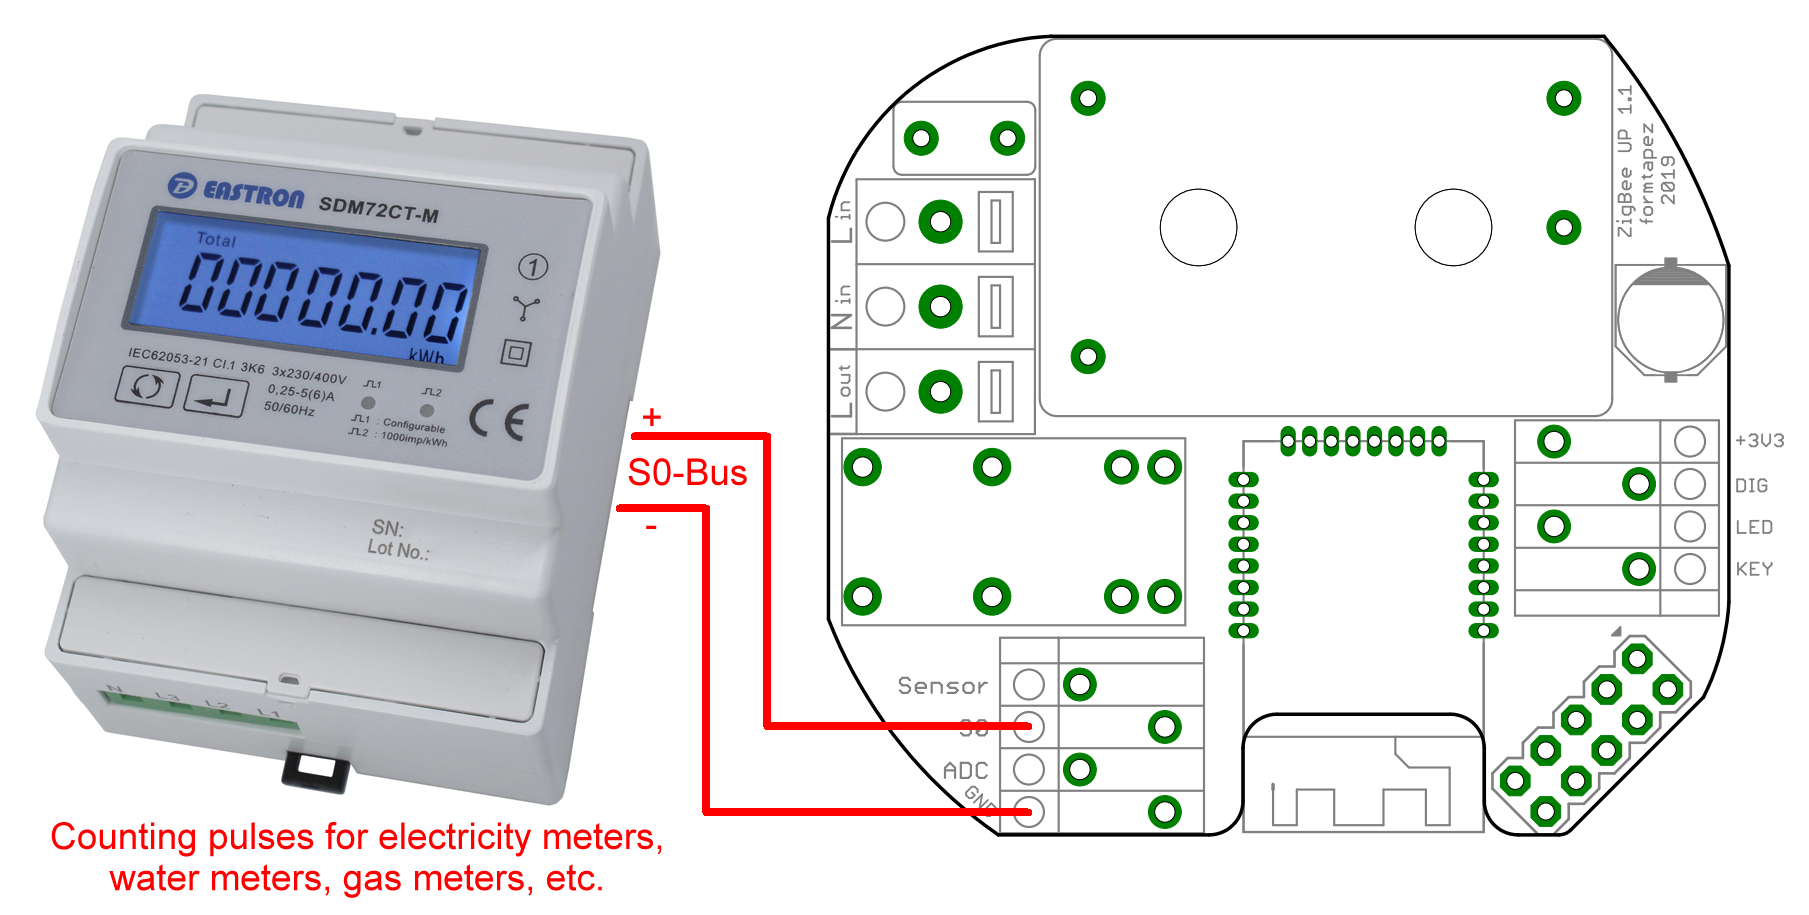 EASTRON SDM72CT-M
Total
00000.00
kWh
1
IEC62053-21 Cl.1 3K6 3x230/400V
0,25-5(6)A
50/60Hz
1
2
1 : Configurable
2 : 1000imp/kWh
CE
SN:
Lot No.:
N L3 L2 L1
+
S0-Bus
-
Counting pulses for electricity meters,
water meters, gas meters, etc.
L in
N in
Lout
ZigBee UP 1.1
formtapez
2019
+3V3
DIG
LED
KEY
Sensor
S0
ADC
GND